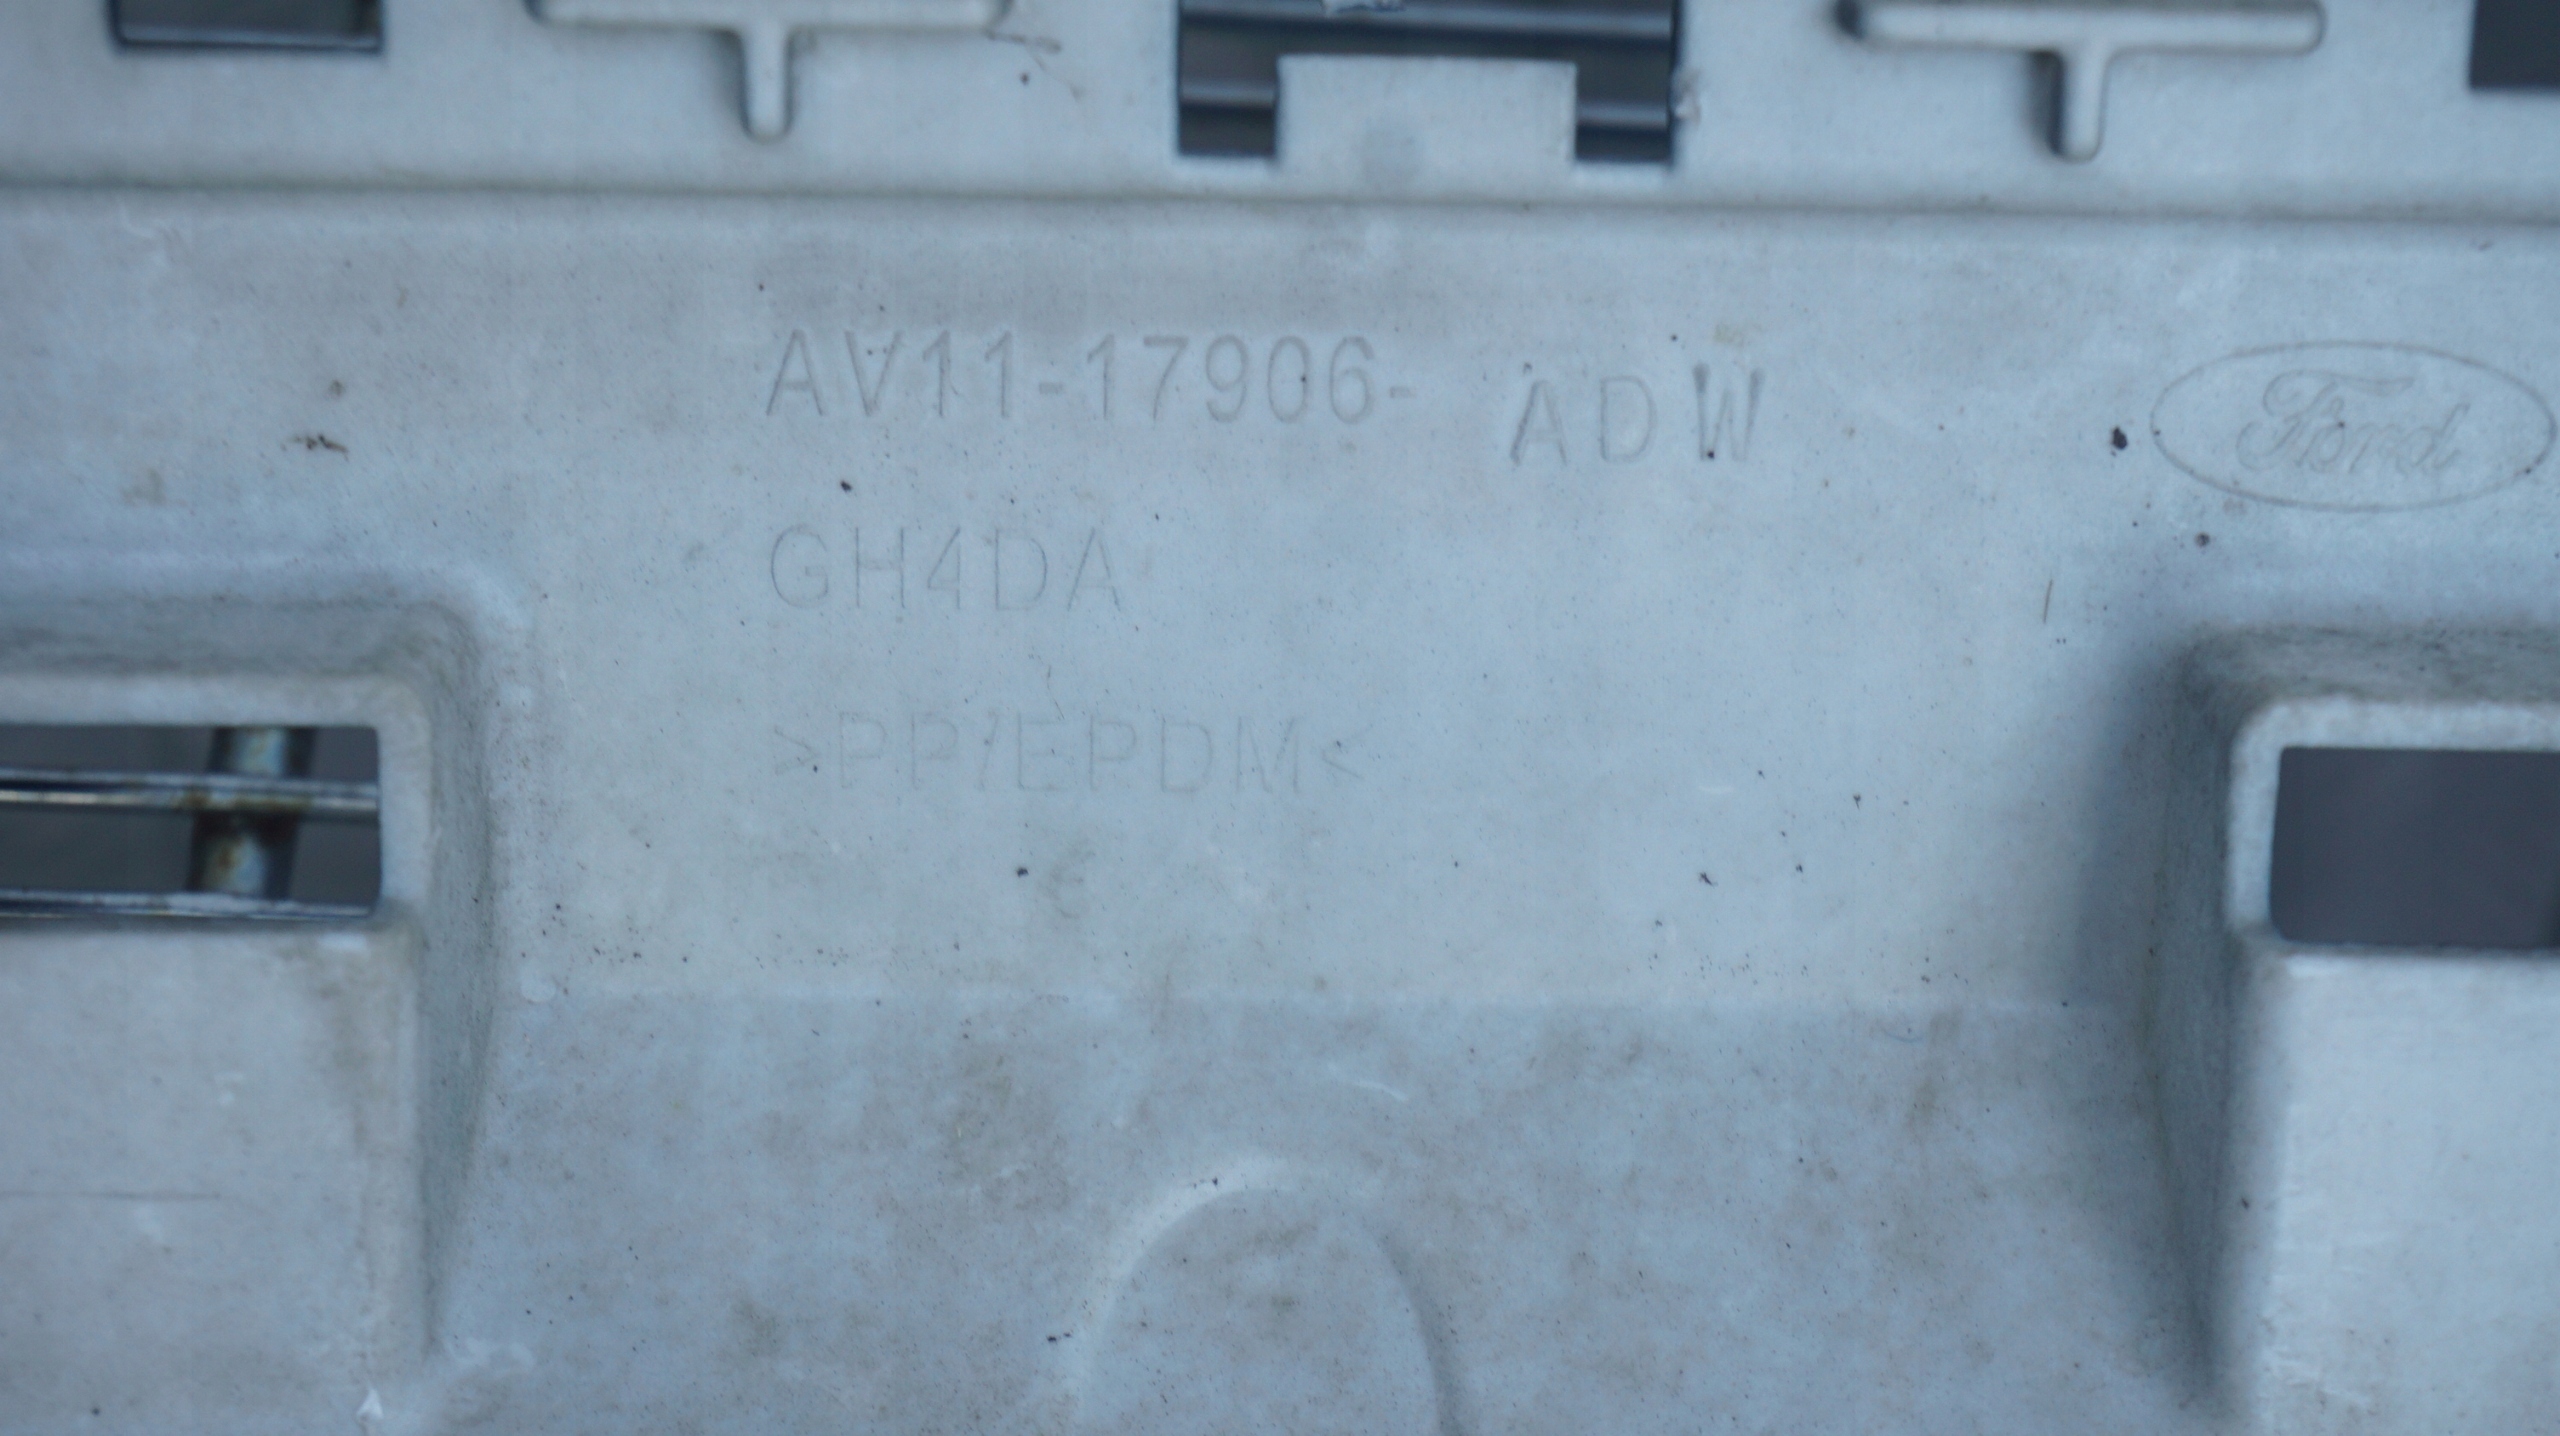 AV11-17906- ADW
Ford
GH4DA
>PP/EPDM<